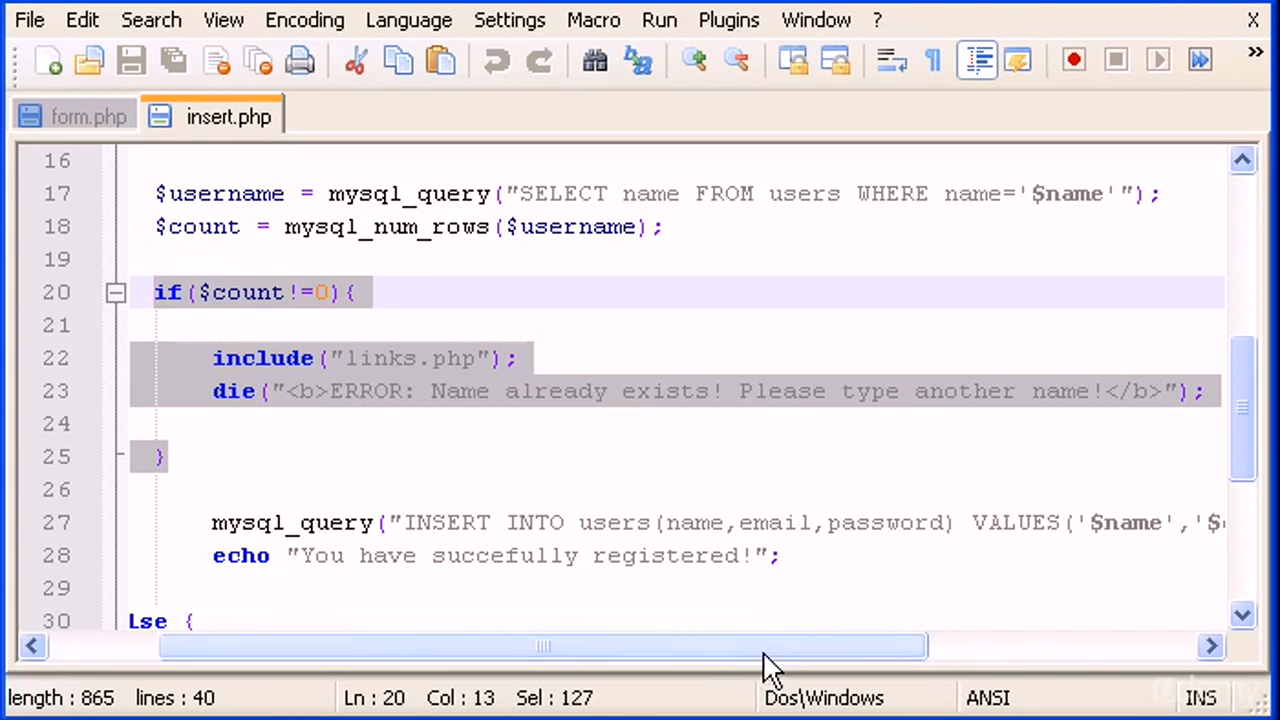 File Edit Search View Encoding Language Settings Macro Run Plugins Window ? X
form.php insert.php
16
17 $username = mysql_query("SELECT name FROM users WHERE name='$name'");
18 $count = mysql_num_rows($username);
19
20 if($count!=0){
21
22 include("links.php");
23 die("<b>ERROR: Name already exists! Please type another name!</b>");
24
25 }
26
27 mysql_query("INSERT INTO users(name,email,password) VALUES('$name','$
28 echo "You have succefully registered!";
29
30 Lse {
length : 865 lines : 40 Ln : 20 Col : 13 Sel : 127 Dos\Windows ANSI INS